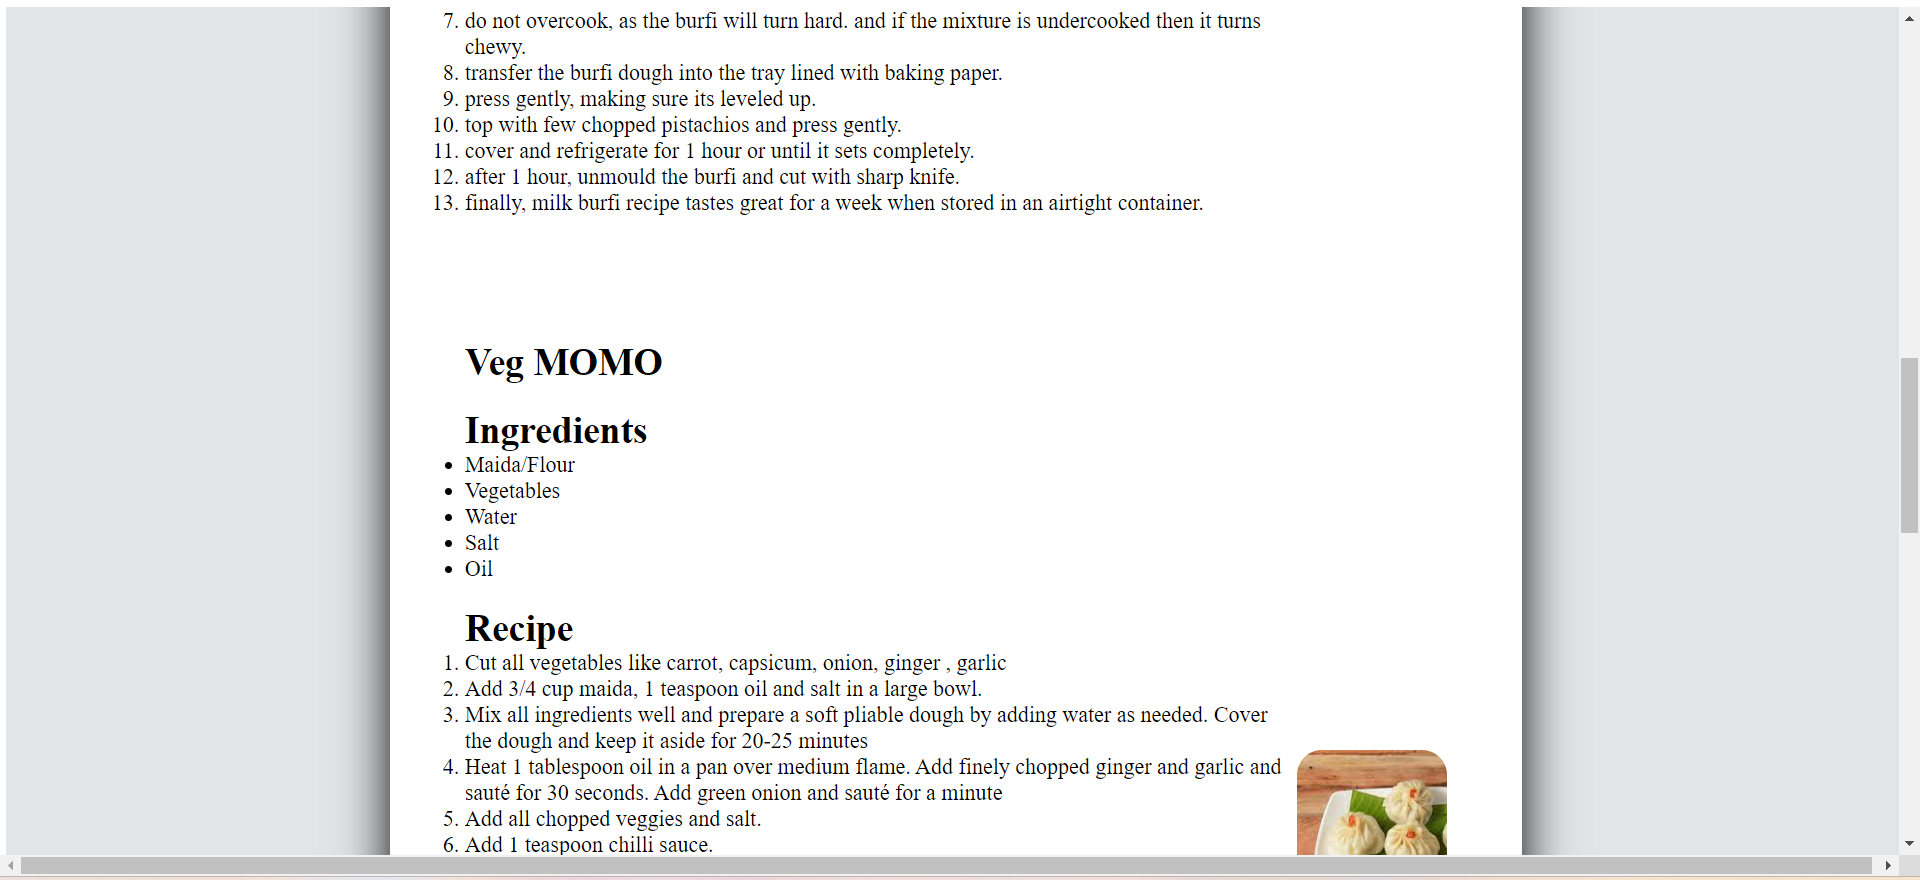 7. do not overcook, as the burfi will turn hard. and if the mixture is undercooked then it turns
chewy.
8. transfer the burfi dough into the tray lined with baking paper.
9. press gently, making sure its leveled up.
10. top with few chopped pistachios and press gently.
11. cover and refrigerate for 1 hour or until it sets completely.
12. after 1 hour, unmould the burfi and cut with sharp knife.
13. finally, milk burfi recipe tastes great for a week when stored in an airtight container.
Veg MOMO
Ingredients
• Maida/Flour
• Vegetables
• Water
• Salt
• Oil
Recipe
1. Cut all vegetables like carrot, capsicum, onion, ginger , garlic
2. Add 3/4 cup maida, 1 teaspoon oil and salt in a large bowl.
3. Mix all ingredients well and prepare a soft pliable dough by adding water as needed. Cover
the dough and keep it aside for 20-25 minutes
4. Heat 1 tablespoon oil in a pan over medium flame. Add finely chopped ginger and garlic and
sauté for 30 seconds. Add green onion and sauté for a minute
5. Add all chopped veggies and salt.
6. Add 1 teaspoon chilli sauce.